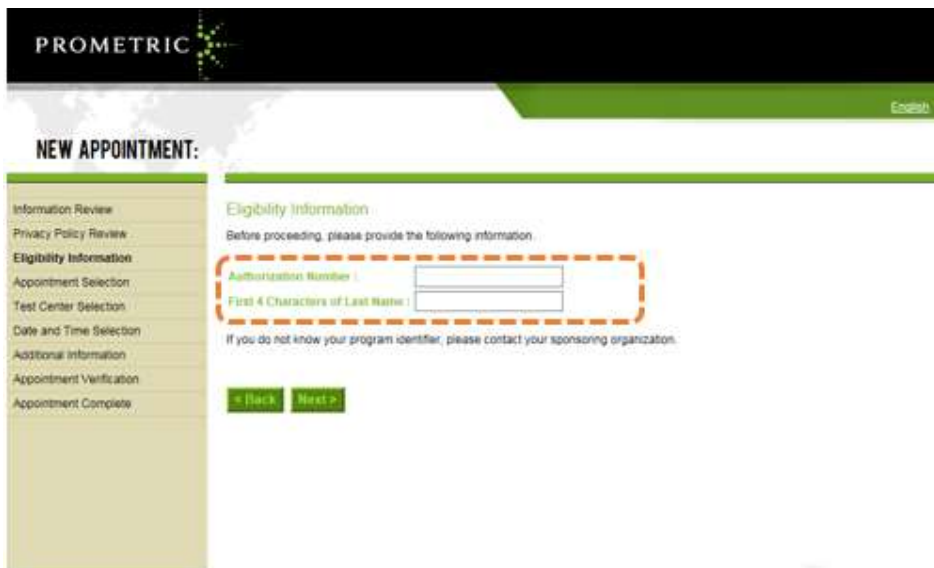 PROMETRIC
English
NEW APPOINTMENT:
Information Review
Privacy Policy Review
Eligibility Information
Appointment Selection
Test Center Selection
Date and Time Selection
Additional Information
Appointment Verification
Appointment Complete
Eligibility Information
Before proceeding, please provide the following information.
Authorization Number :
First 4 Characters of Last Name :
If you do not know your program identifier, please contact your sponsoring organization.
< Back Next >